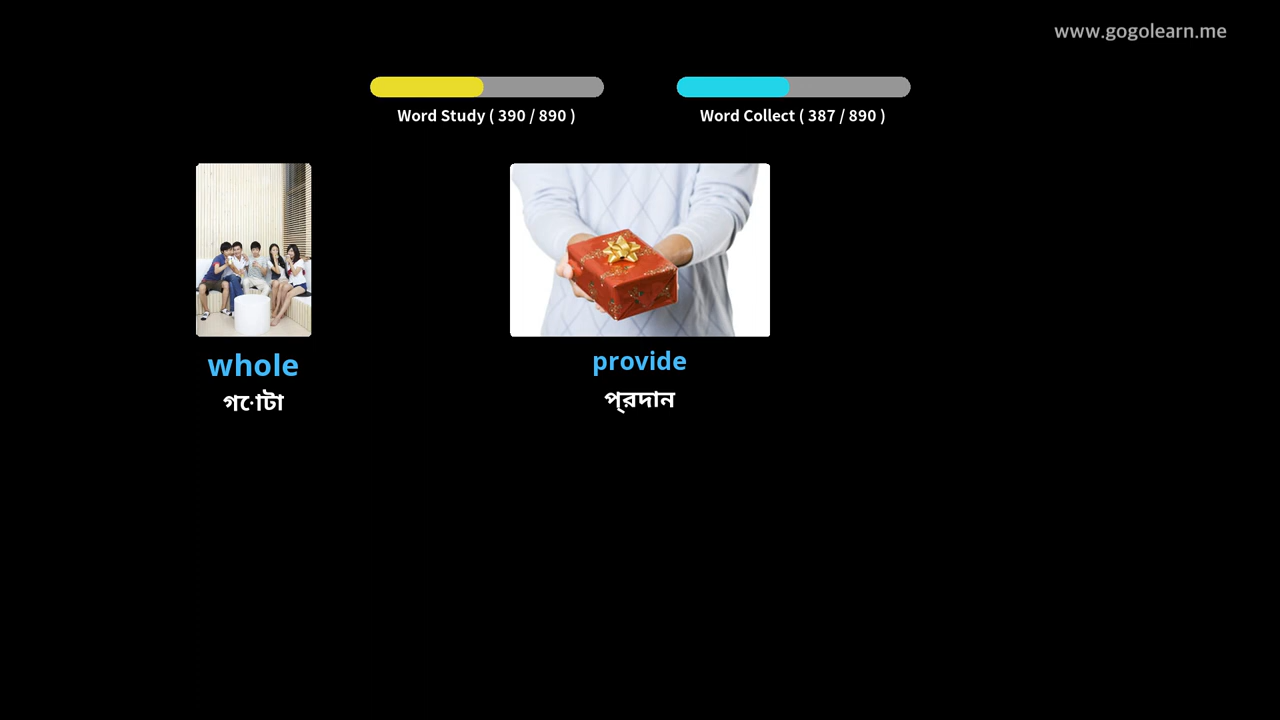 www.gogolearn.me
Word Study ( 390 / 890 )
Word Collect ( 387 / 890 )
whole
গোটা
provide
প্রদান